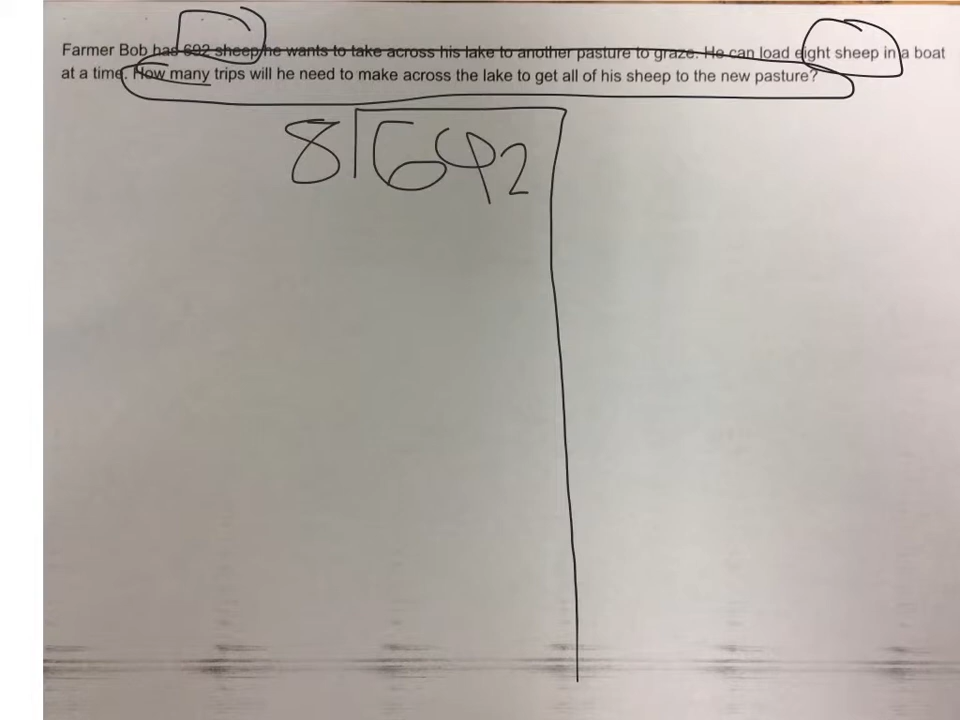 Farmer Bob has 692 sheep he wants to take across his lake to another pasture to graze. He can load eight sheep in a boat
at a time. How many trips will he need to make across the lake to get all of his sheep to the new pasture?
8 692